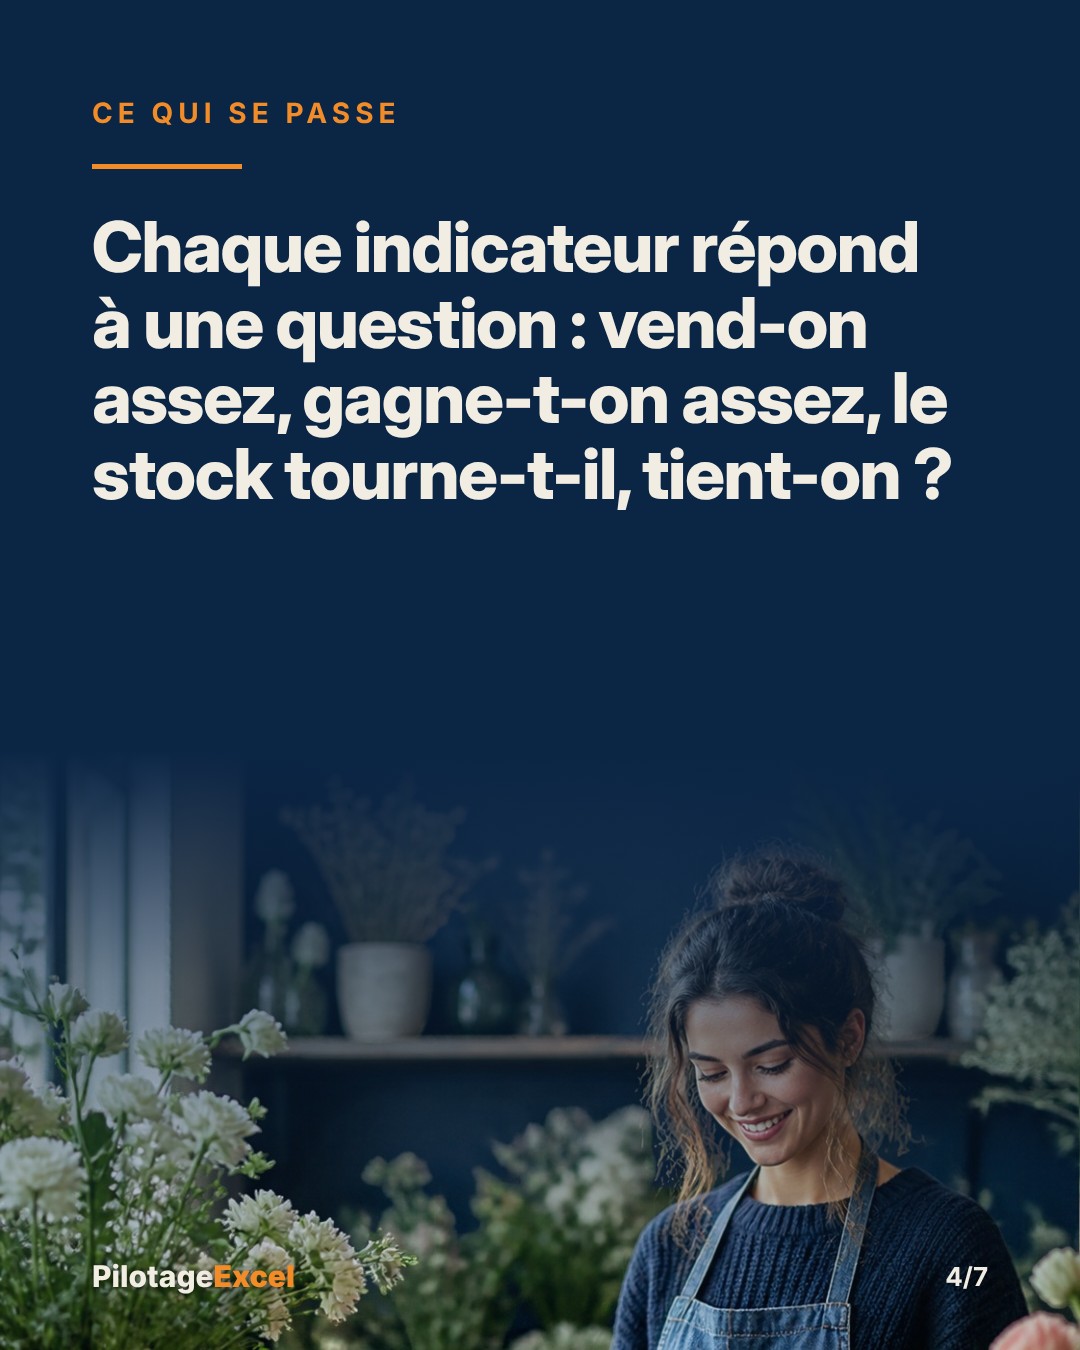 CE QUI SE PASSE
Chaque indicateur répond
à une question : vend-on
assez, gagne-t-on assez, le
stock tourne-t-il, tient-on ?
PilotageExcel
4/7